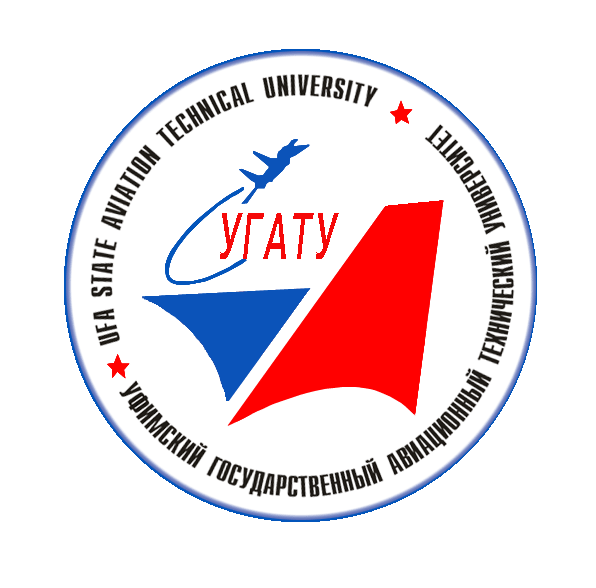 UFA STATE AVIATION TECHNICAL UNIVERSITY
УГАТУ
УФИМСКИЙ ГОСУДАРСТВЕННЫЙ АВИАЦИОННЫЙ ТЕХНИЧЕСКИЙ УНИВЕРСИТЕТ